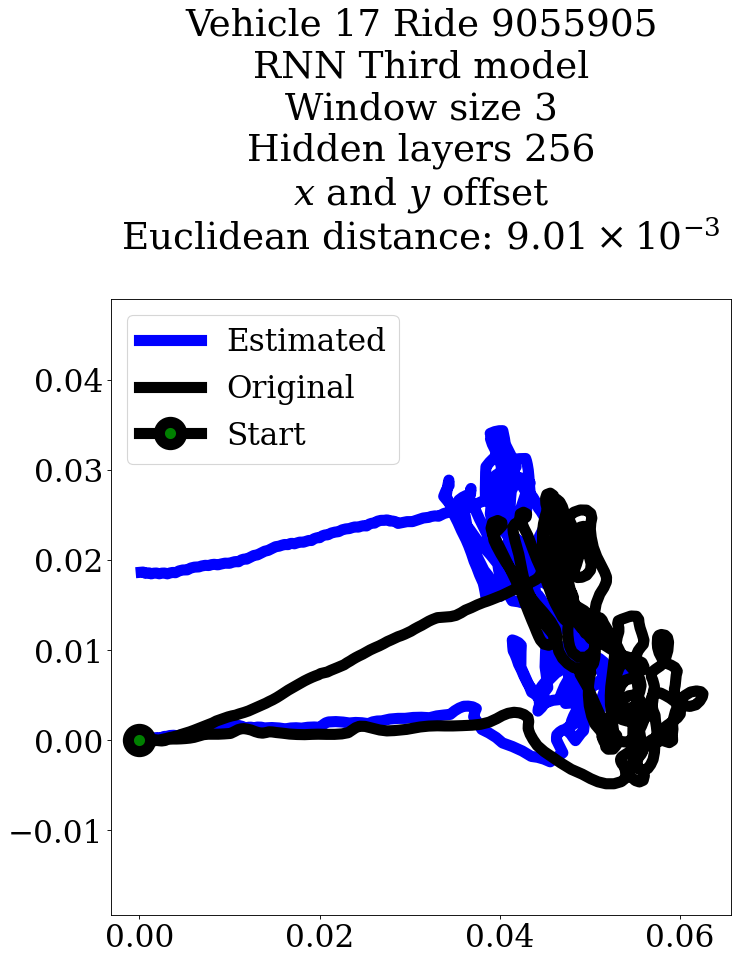 Vehicle 17 Ride 9055905
RNN Third model
Window size 3
Hidden layers 256
x and y offset
Euclidean distance: 9.01 × 10⁻³
Estimated
Original
Start
0.04
0.03
0.02
0.01
0.00
−0.01
0.00 0.02 0.04 0.06